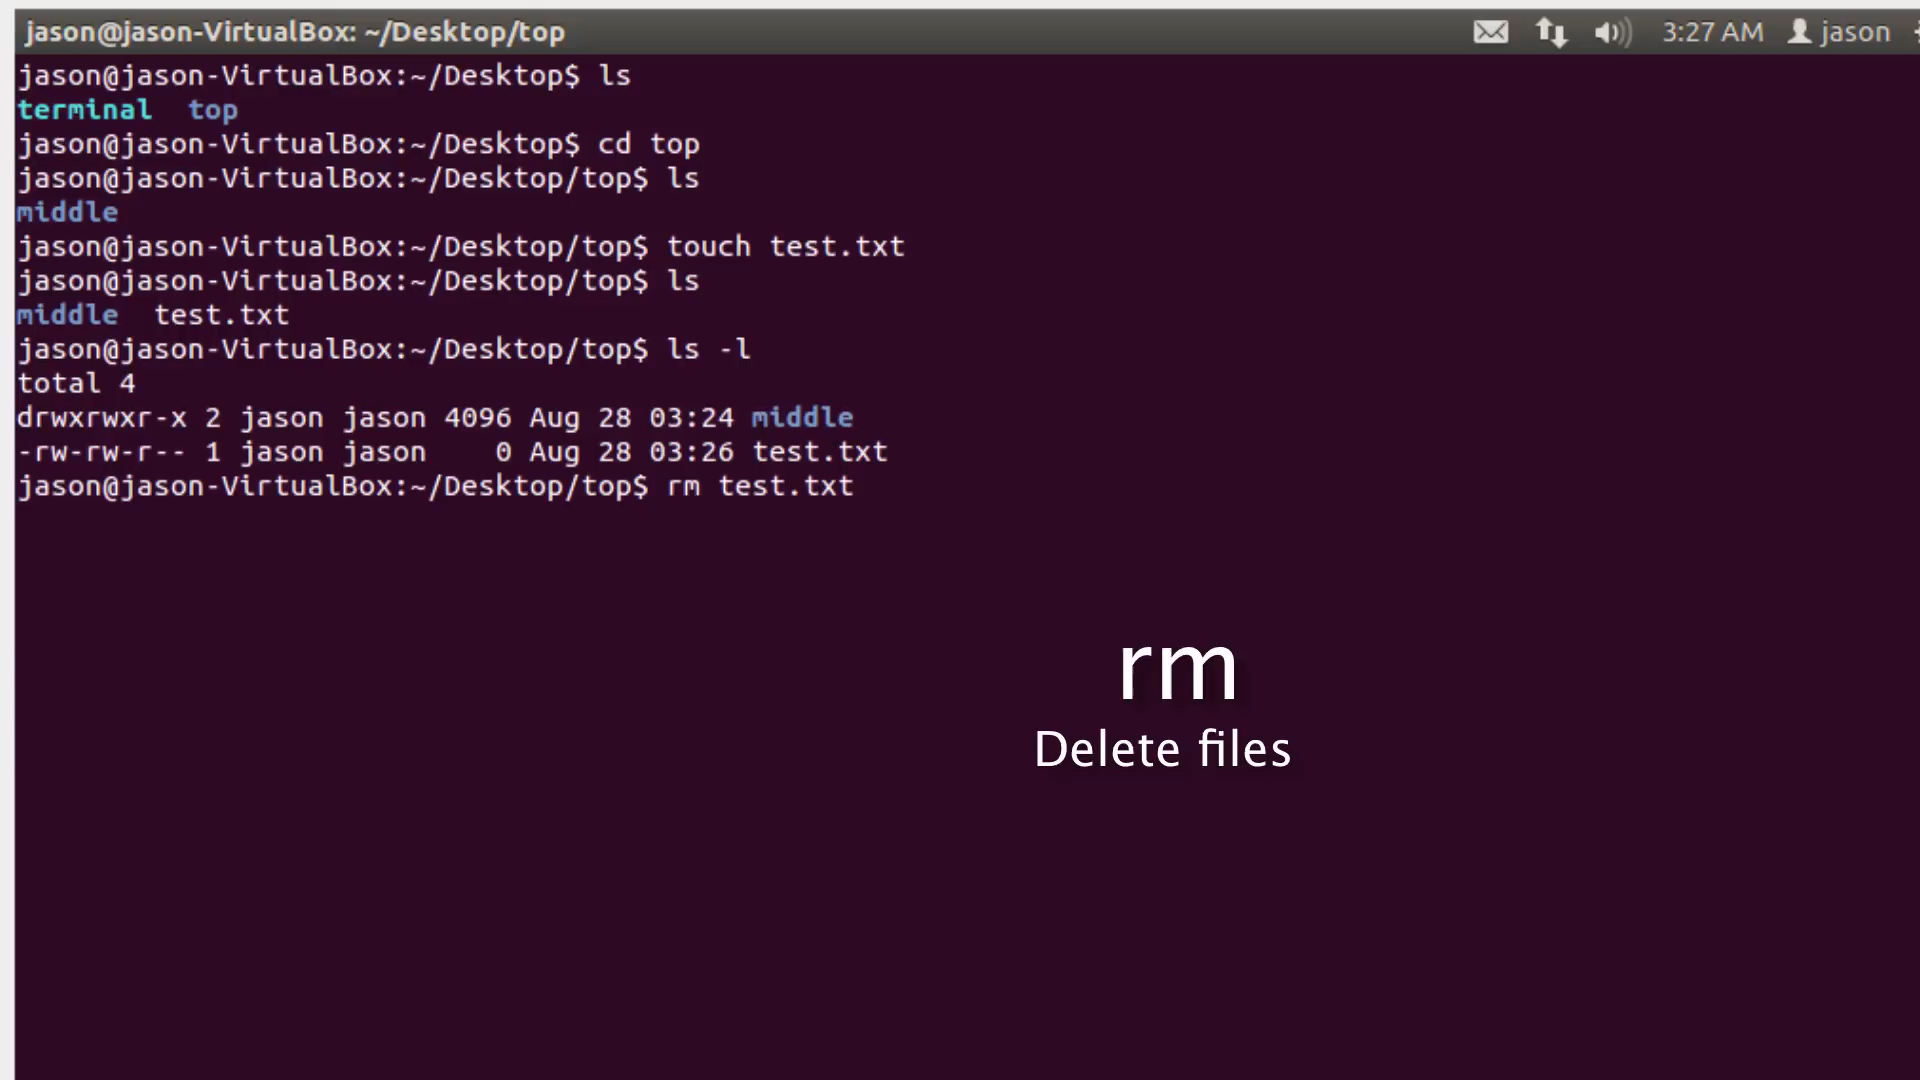 jason@jason-VirtualBox: ~/Desktop/top
3:27 AM jason
jason@jason-VirtualBox:~/Desktop$ ls
terminal  top
jason@jason-VirtualBox:~/Desktop$ cd top
jason@jason-VirtualBox:~/Desktop/top$ ls
middle
jason@jason-VirtualBox:~/Desktop/top$ touch test.txt
jason@jason-VirtualBox:~/Desktop/top$ ls
middle  test.txt
jason@jason-VirtualBox:~/Desktop/top$ ls -l
total 4
drwxrwxr-x 2 jason jason 4096 Aug 28 03:24 middle
-rw-rw-r-- 1 jason jason    0 Aug 28 03:26 test.txt
jason@jason-VirtualBox:~/Desktop/top$ rm test.txt
rm
Delete files